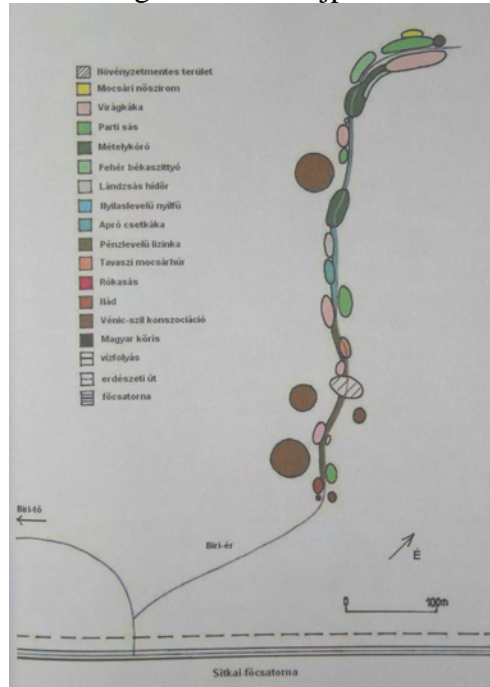 Növényzetmentes terület
Mocsári nőszirom
Virágkáka
Parti sás
Mételykóró
Fehér békaszittyó
Lándzsás hídőr
Nyilaslevelű nyílfű
Apró csetkáka
Pénzlevelű lizinka
Tavaszi mocsárhúr
Rókasás
Nád
Vénic-szil konszociáció
Magyar kőris
vízfolyás
erdészeti út
főcsatorna
Biri-tó
Biri-ér
É
0 100m
Sitkai-főcsatorna